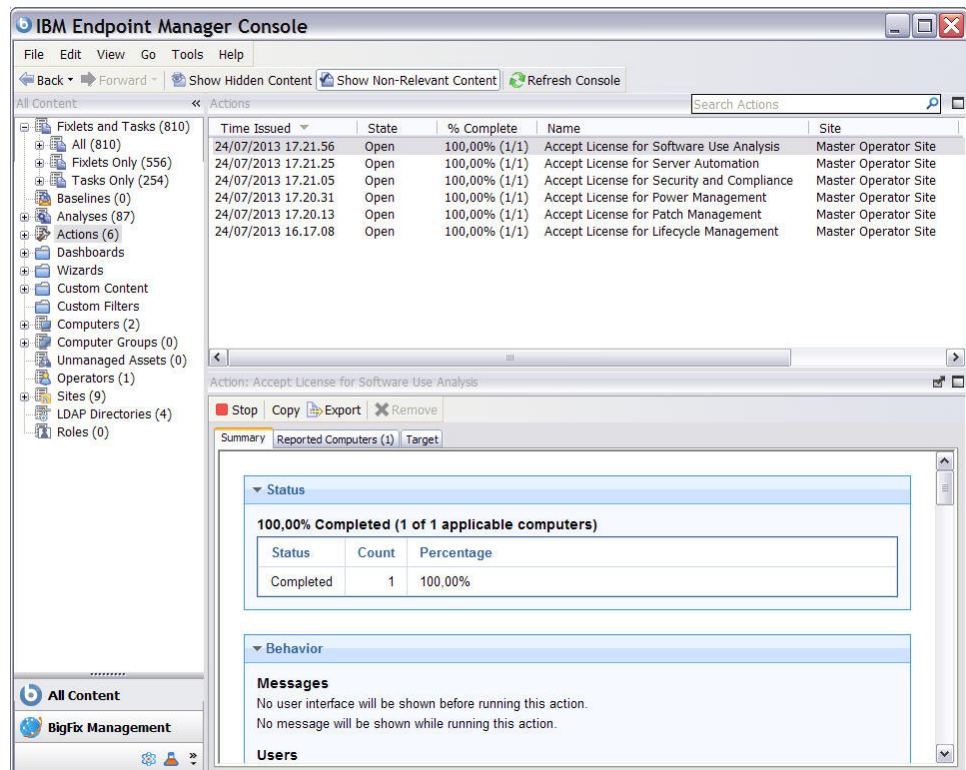 IBM Endpoint Manager Console
File Edit View Go Tools Help
Back Forward Show Hidden Content Show Non-Relevant Content Refresh Console
All Content « Actions Search Actions
Fixlets and Tasks (810)
All (810)
Fixlets Only (556)
Tasks Only (254)
Baselines (0)
Analyses (87)
Actions (6)
Dashboards
Wizards
Custom Content
Custom Filters
Computers (2)
Computer Groups (0)
Unmanaged Assets (0)
Operators (1)
Sites (9)
LDAP Directories (4)
Roles (0)
All Content
BigFix Management
»
Time Issued State % Complete Name Site
24/07/2013 17.21.56 Open 100,00% (1/1) Accept License for Software Use Analysis Master Operator Site
24/07/2013 17.21.25 Open 100,00% (1/1) Accept License for Server Automation Master Operator Site
24/07/2013 17.21.05 Open 100,00% (1/1) Accept License for Security and Compliance Master Operator Site
24/07/2013 17.20.31 Open 100,00% (1/1) Accept License for Power Management Master Operator Site
24/07/2013 17.20.13 Open 100,00% (1/1) Accept License for Patch Management Master Operator Site
24/07/2013 16.17.08 Open 100,00% (1/1) Accept License for Lifecycle Management Master Operator Site
Action: Accept License for Software Use Analysis
Stop Copy Export Remove
Summary Reported Computers (1) Target
Status
100,00% Completed (1 of 1 applicable computers)
Status Count Percentage
Completed 1 100,00%
Behavior
Messages
No user interface will be shown before running this action.
No message will be shown while running this action.
Users